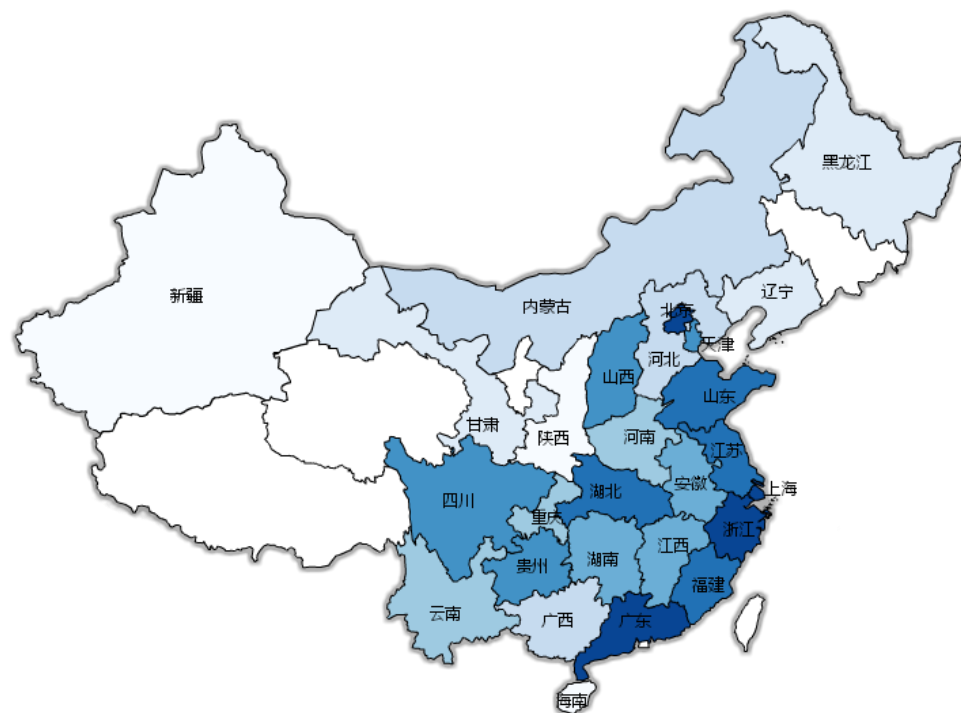 黑龙江
新疆
辽宁
内蒙古
北京
天津
河北
山西
山东
甘肃
陕西
河南
江苏
安徽
上海
四川
湖北
重庆
浙江
江西
湖南
贵州
福建
云南
广西
广东
海南